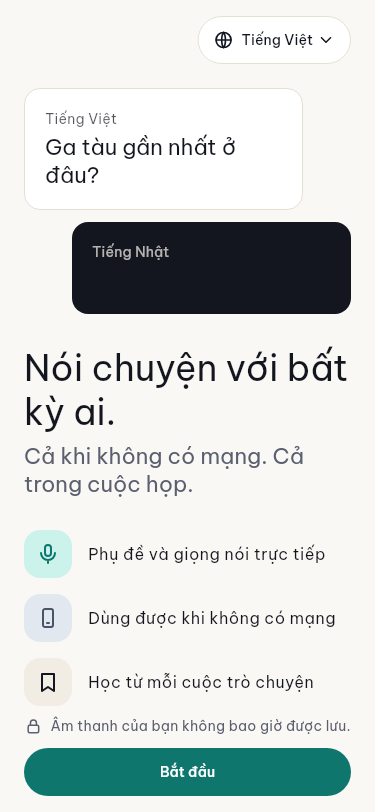 Tiếng Việt
Tiếng Việt
Ga tàu gần nhất ở
đâu?
Tiếng Nhật
Nói chuyện với bất
kỳ ai.
Cả khi không có mạng. Cả
trong cuộc họp.
Phụ đề và giọng nói trực tiếp
Dùng được khi không có mạng
Học từ mỗi cuộc trò chuyện
Âm thanh của bạn không bao giờ được lưu.
Bắt đầu